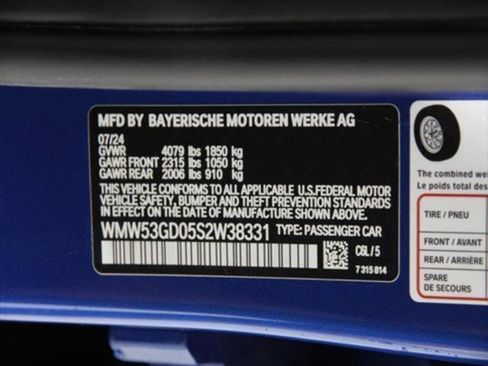 MFD BY BAYERISCHE MOTOREN WERKE AG
07/24
GVWR 4079 lbs 1850 kg
GAWR FRONT 2315 lbs 1050 kg
GAWR REAR 2006 lbs 910 kg
THIS VEHICLE CONFORMS TO ALL APPLICABLE U.S.FEDERAL MOTOR
VEHICLE SAFETY, BUMPER AND THEFT PREVENTION STANDARDS
IN EFFECT ON THE DATE OF MANUFACTURE SHOWN ABOVE.
WMW53GD05S2W38331 TYPE: PASSENGER CAR
C6L / 5
7 315 814
The combined wei
Le poids total des
TIRE / PNEU
FRONT / AVANT
REAR / ARRIÈRE
SPARE
DE SECOURS